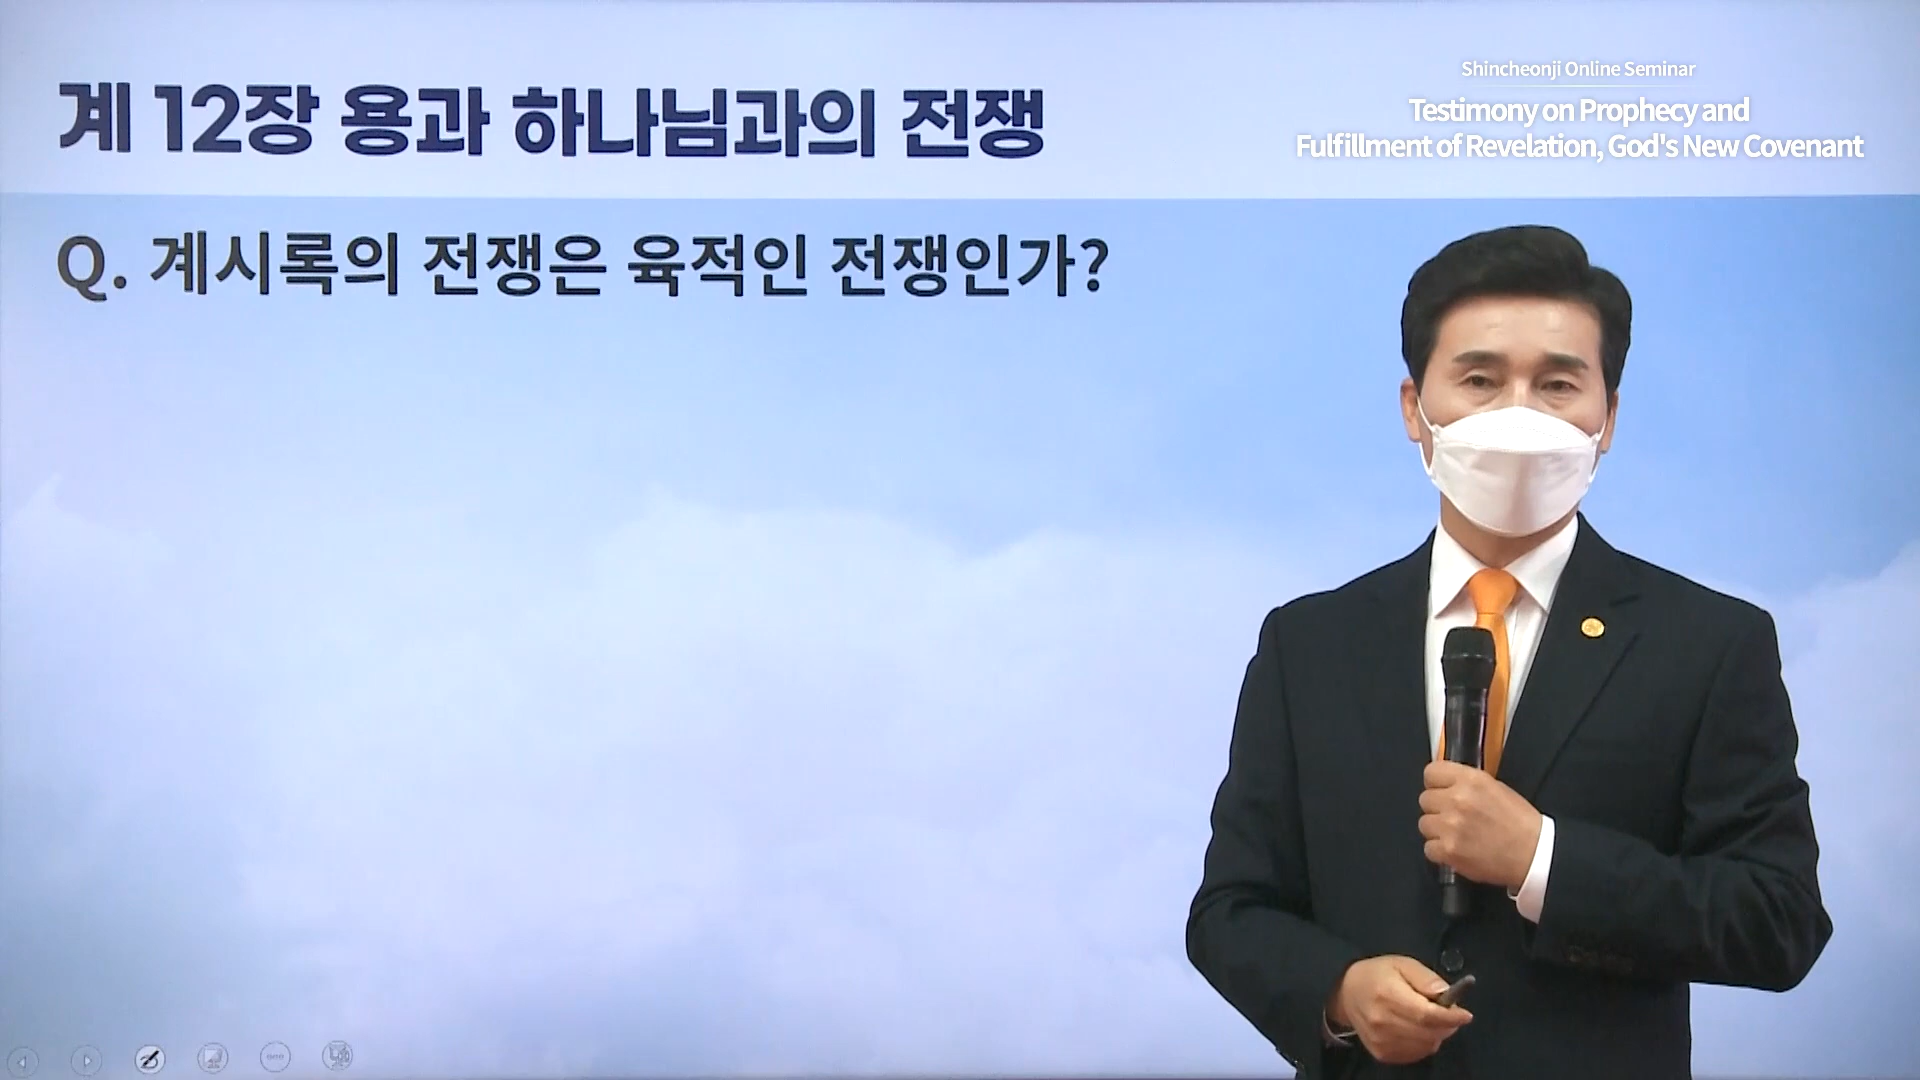 계 12장 용과 하나님과의 전쟁
Shincheonji Online Seminar
Testimony on Prophecy and
Fulfillment of Revelation, God's New Covenant
Q. 계시록의 전쟁은 육적인 전쟁인가?